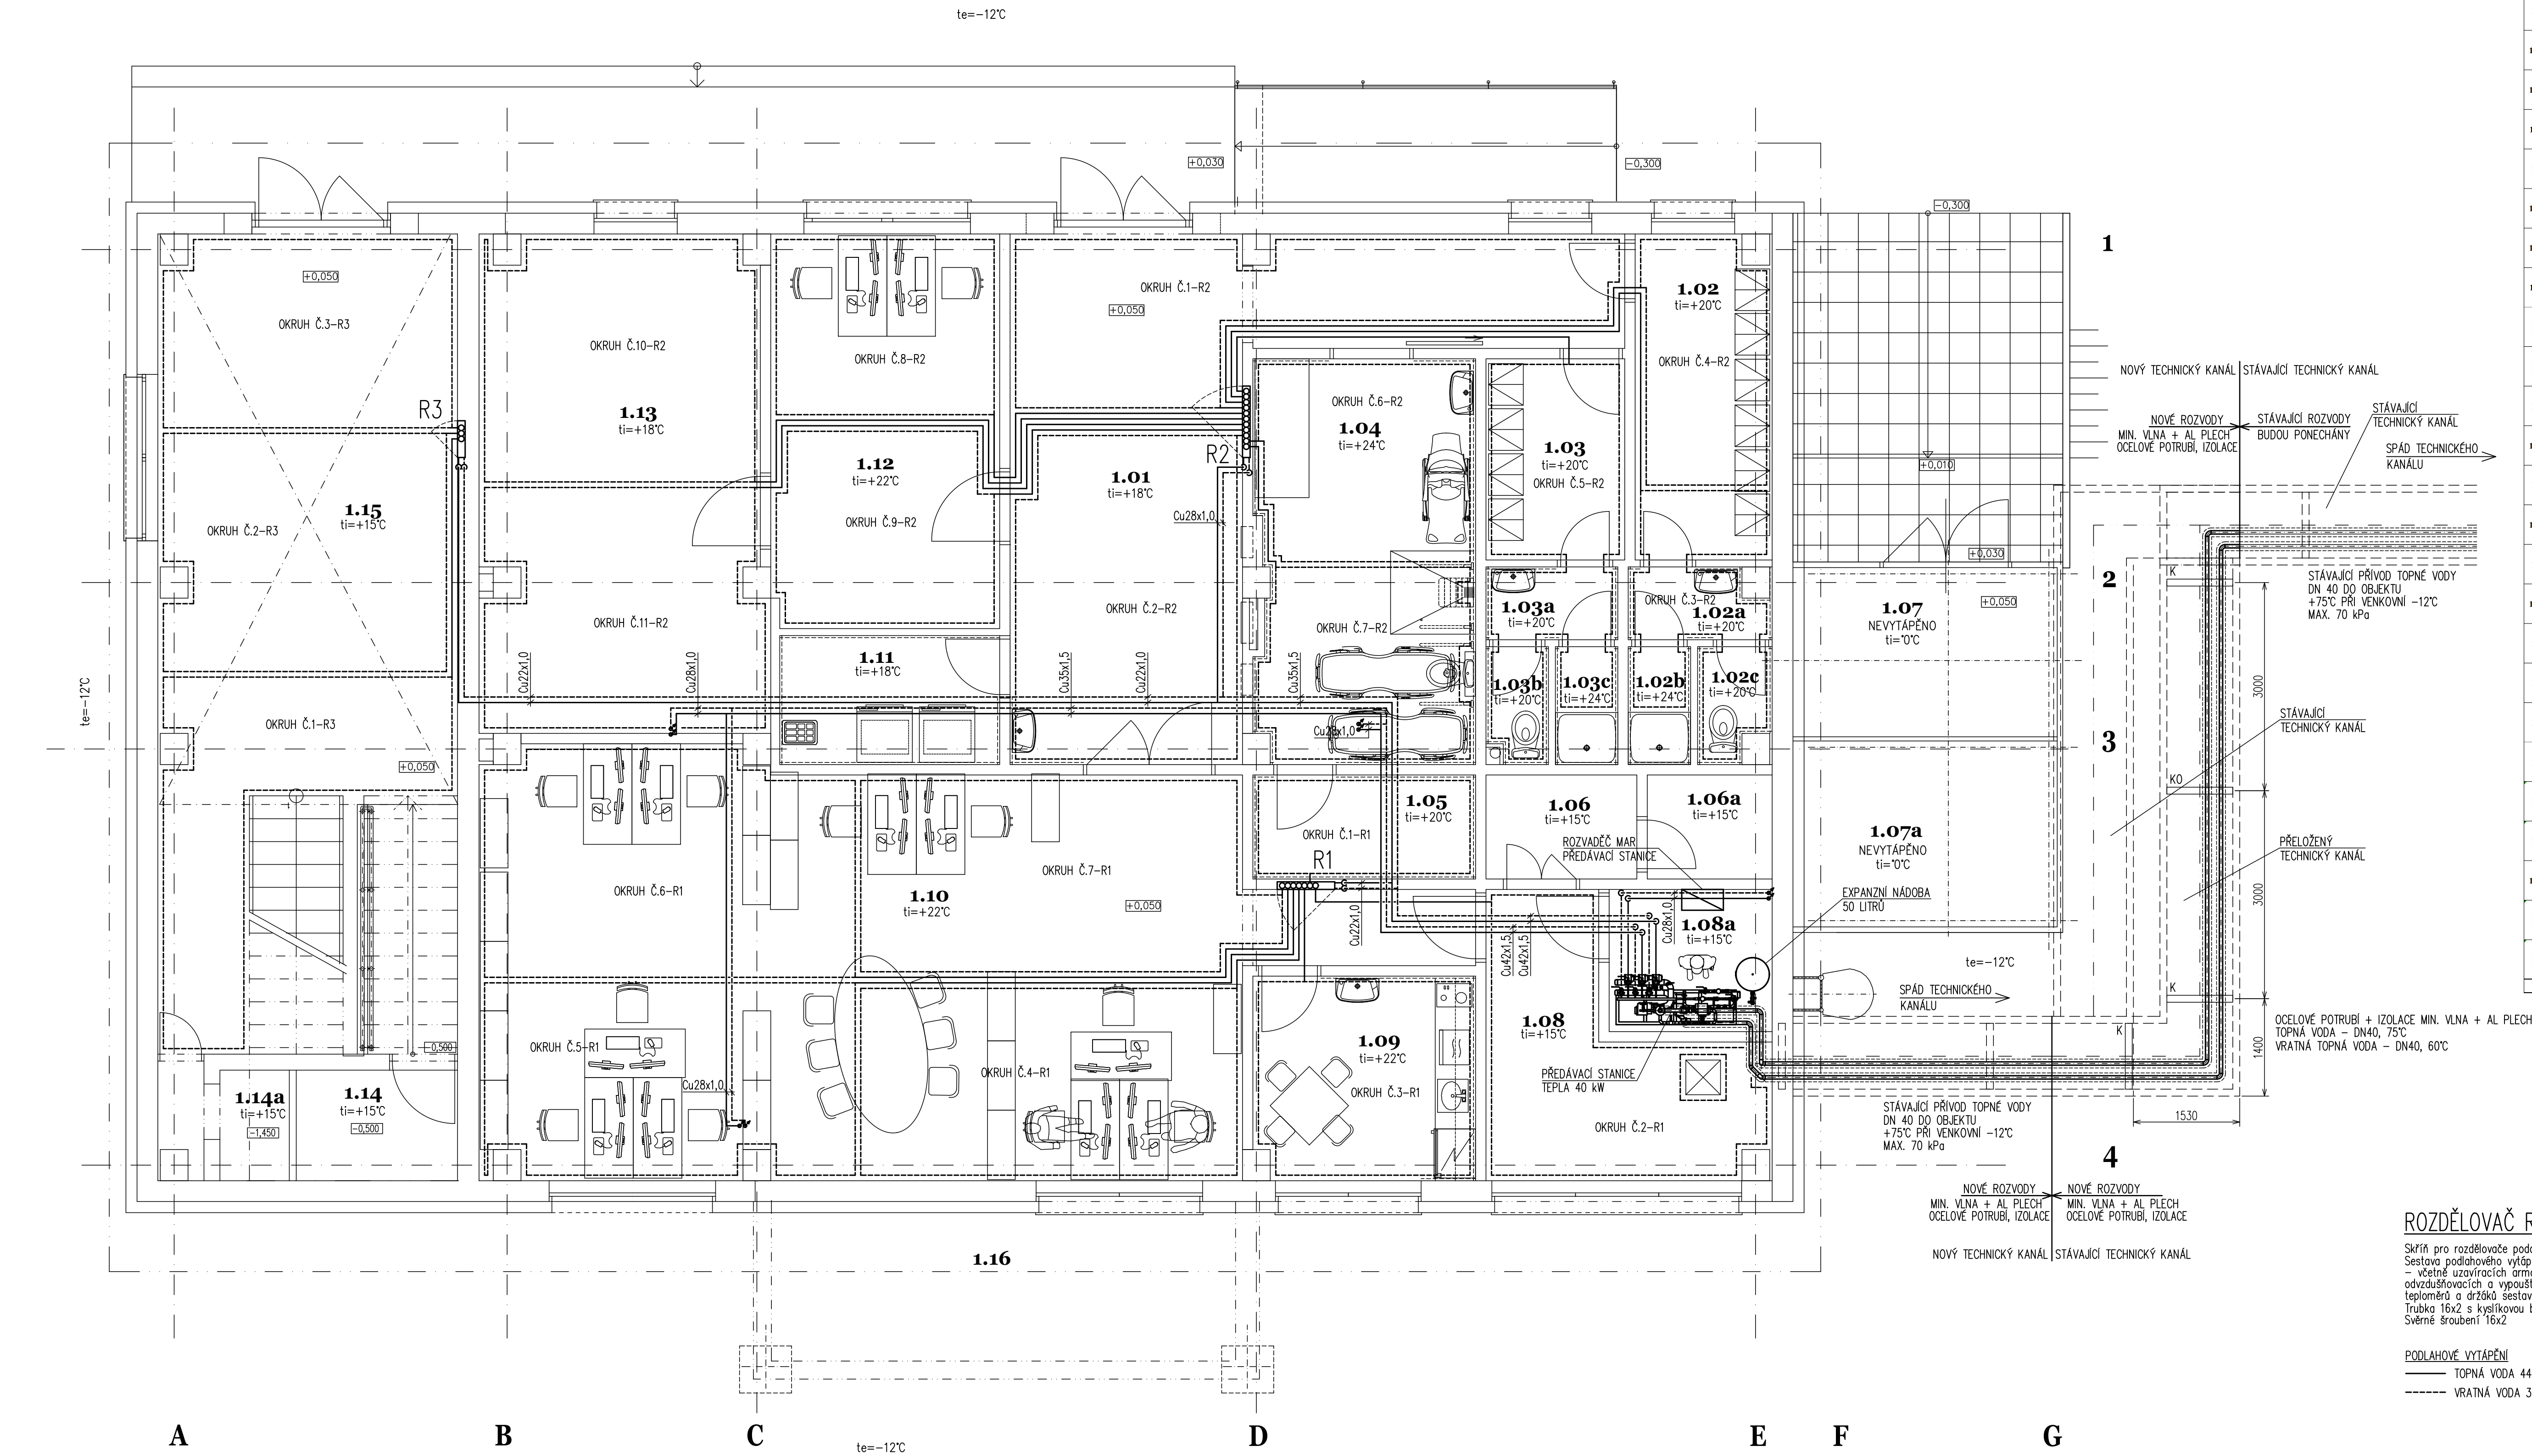 te=-12°C
+0,030
-0,300
-0,300
1
+0,050
OKRUH Č.3-R3
OKRUH Č.10-R2
OKRUH Č.8-R2
OKRUH Č.1-R2
+0,050
1.02
ti=+20°C
OKRUH Č.4-R2
NOVÝ TECHNICKÝ KANÁL
STÁVAJÍCÍ TECHNICKÝ KANÁL
R3
1.13
ti=+18°C
OKRUH Č.6-R2
1.04
ti=+24°C
NOVÉ ROZVODY
MIN. VLNA + AL PLECH
OCELOVÉ POTRUBÍ, IZOLACE
STÁVAJÍCÍ ROZVODY
BUDOU PONECHÁNY
STÁVAJÍCÍ
TECHNICKÝ KANÁL
SPÁD TECHNICKÉHO
KANÁLU
R2
1.12
ti=+22°C
1.01
ti=+18°C
1.03
ti=+20°C
OKRUH Č.5-R2
+0,010
1.15
ti=+15°C
OKRUH Č.2-R3
OKRUH Č.9-R2
Cu28x1,0
+0,030
K
2
STÁVAJÍCÍ PŘÍVOD TOPNÉ VODY
DN 40 DO OBJEKTU
+75°C PŘI VENKOVNÍ -12°C
MAX. 70 kPa
OKRUH Č.11-R2
OKRUH Č.2-R2
OKRUH Č.7-R2
1.03a
ti=+20°C
OKRUH Č.3-R2
1.02a
ti=+20°C
1.07
NEVYTÁPĚNO
ti=°0°C
+0,050
1.11
ti=+18°C
Cu22x1,0
Cu28x1,0
Cu35x1,5
Cu22x1,0
Cu35x1,5
1.03b
ti=+20°C
1.03c
ti=+24°C
1.02b
ti=+24°C
1.02c
ti=+20°C
te=-12°C
3000
OKRUH Č.1-R3
Cu28x1,0
STÁVAJÍCÍ
TECHNICKÝ KANÁL
3
+0,050
KO
1.05
ti=+20°C
OKRUH Č.1-R1
1.06
ti=+15°C
1.06a
ti=+15°C
ROZVADĚČ MAR
PŘEDÁVACÍ STANICE
1.07a
NEVYTÁPĚNO
ti=°0°C
PŘELOŽENÝ
TECHNICKÝ KANÁL
R1
OKRUH Č.6-R1
OKRUH Č.7-R1
1.10
ti=+22°C
+0,050
Cu22x1,0
Cu42x1,5
Cu42x1,5
Cu28x1,0
1.08a
ti=+15°C
EXPANZNÍ NÁDOBA
50 LITRŮ
3000
te=-12°C
SPÁD TECHNICKÉHO
KANÁLU
K
K
OCELOVÉ POTRUBÍ + IZOLACE MIN. VLNA + AL PLECH
TOPNÁ VODA - DN40, 75°C
VRATNÁ TOPNÁ VODA - DN40, 60°C
1400
-0,500
OKRUH Č.5-R1
OKRUH Č.4-R1
1.09
ti=+22°C
OKRUH Č.3-R1
1.08
ti=+15°C
PŘEDÁVACÍ STANICE
TEPLA 40 kW
Cu28x1,0
1.14a
ti=+15°C
-1,450
1.14
ti=+15°C
-0,500
OKRUH Č.2-R1
STÁVAJÍCÍ PŘÍVOD TOPNÉ VODY
DN 40 DO OBJEKTU
+75°C PŘI VENKOVNÍ -12°C
MAX. 70 kPa
1530
4
NOVÉ ROZVODY
MIN. VLNA + AL PLECH
OCELOVÉ POTRUBÍ, IZOLACE
NOVÉ ROZVODY
MIN. VLNA + AL PLECH
OCELOVÉ POTRUBÍ, IZOLACE
NOVÝ TECHNICKÝ KANÁL
STÁVAJÍCÍ TECHNICKÝ KANÁL
1.16
ROZDĚLOVAČ
Skříň pro rozdělovače
Sestava podlahového
- včetně uzavíracích
odvzdušňovacích a
teploměrů a držáků
Trubka 16x2 s kyslíkovou
Svěrné šroubení 16x2
PODLAHOVÉ VYTÁPĚNÍ
TOPNÁ VODA 44
VRATNÁ VODA 3
A
B
C
D
E
F
G
te=-12°C